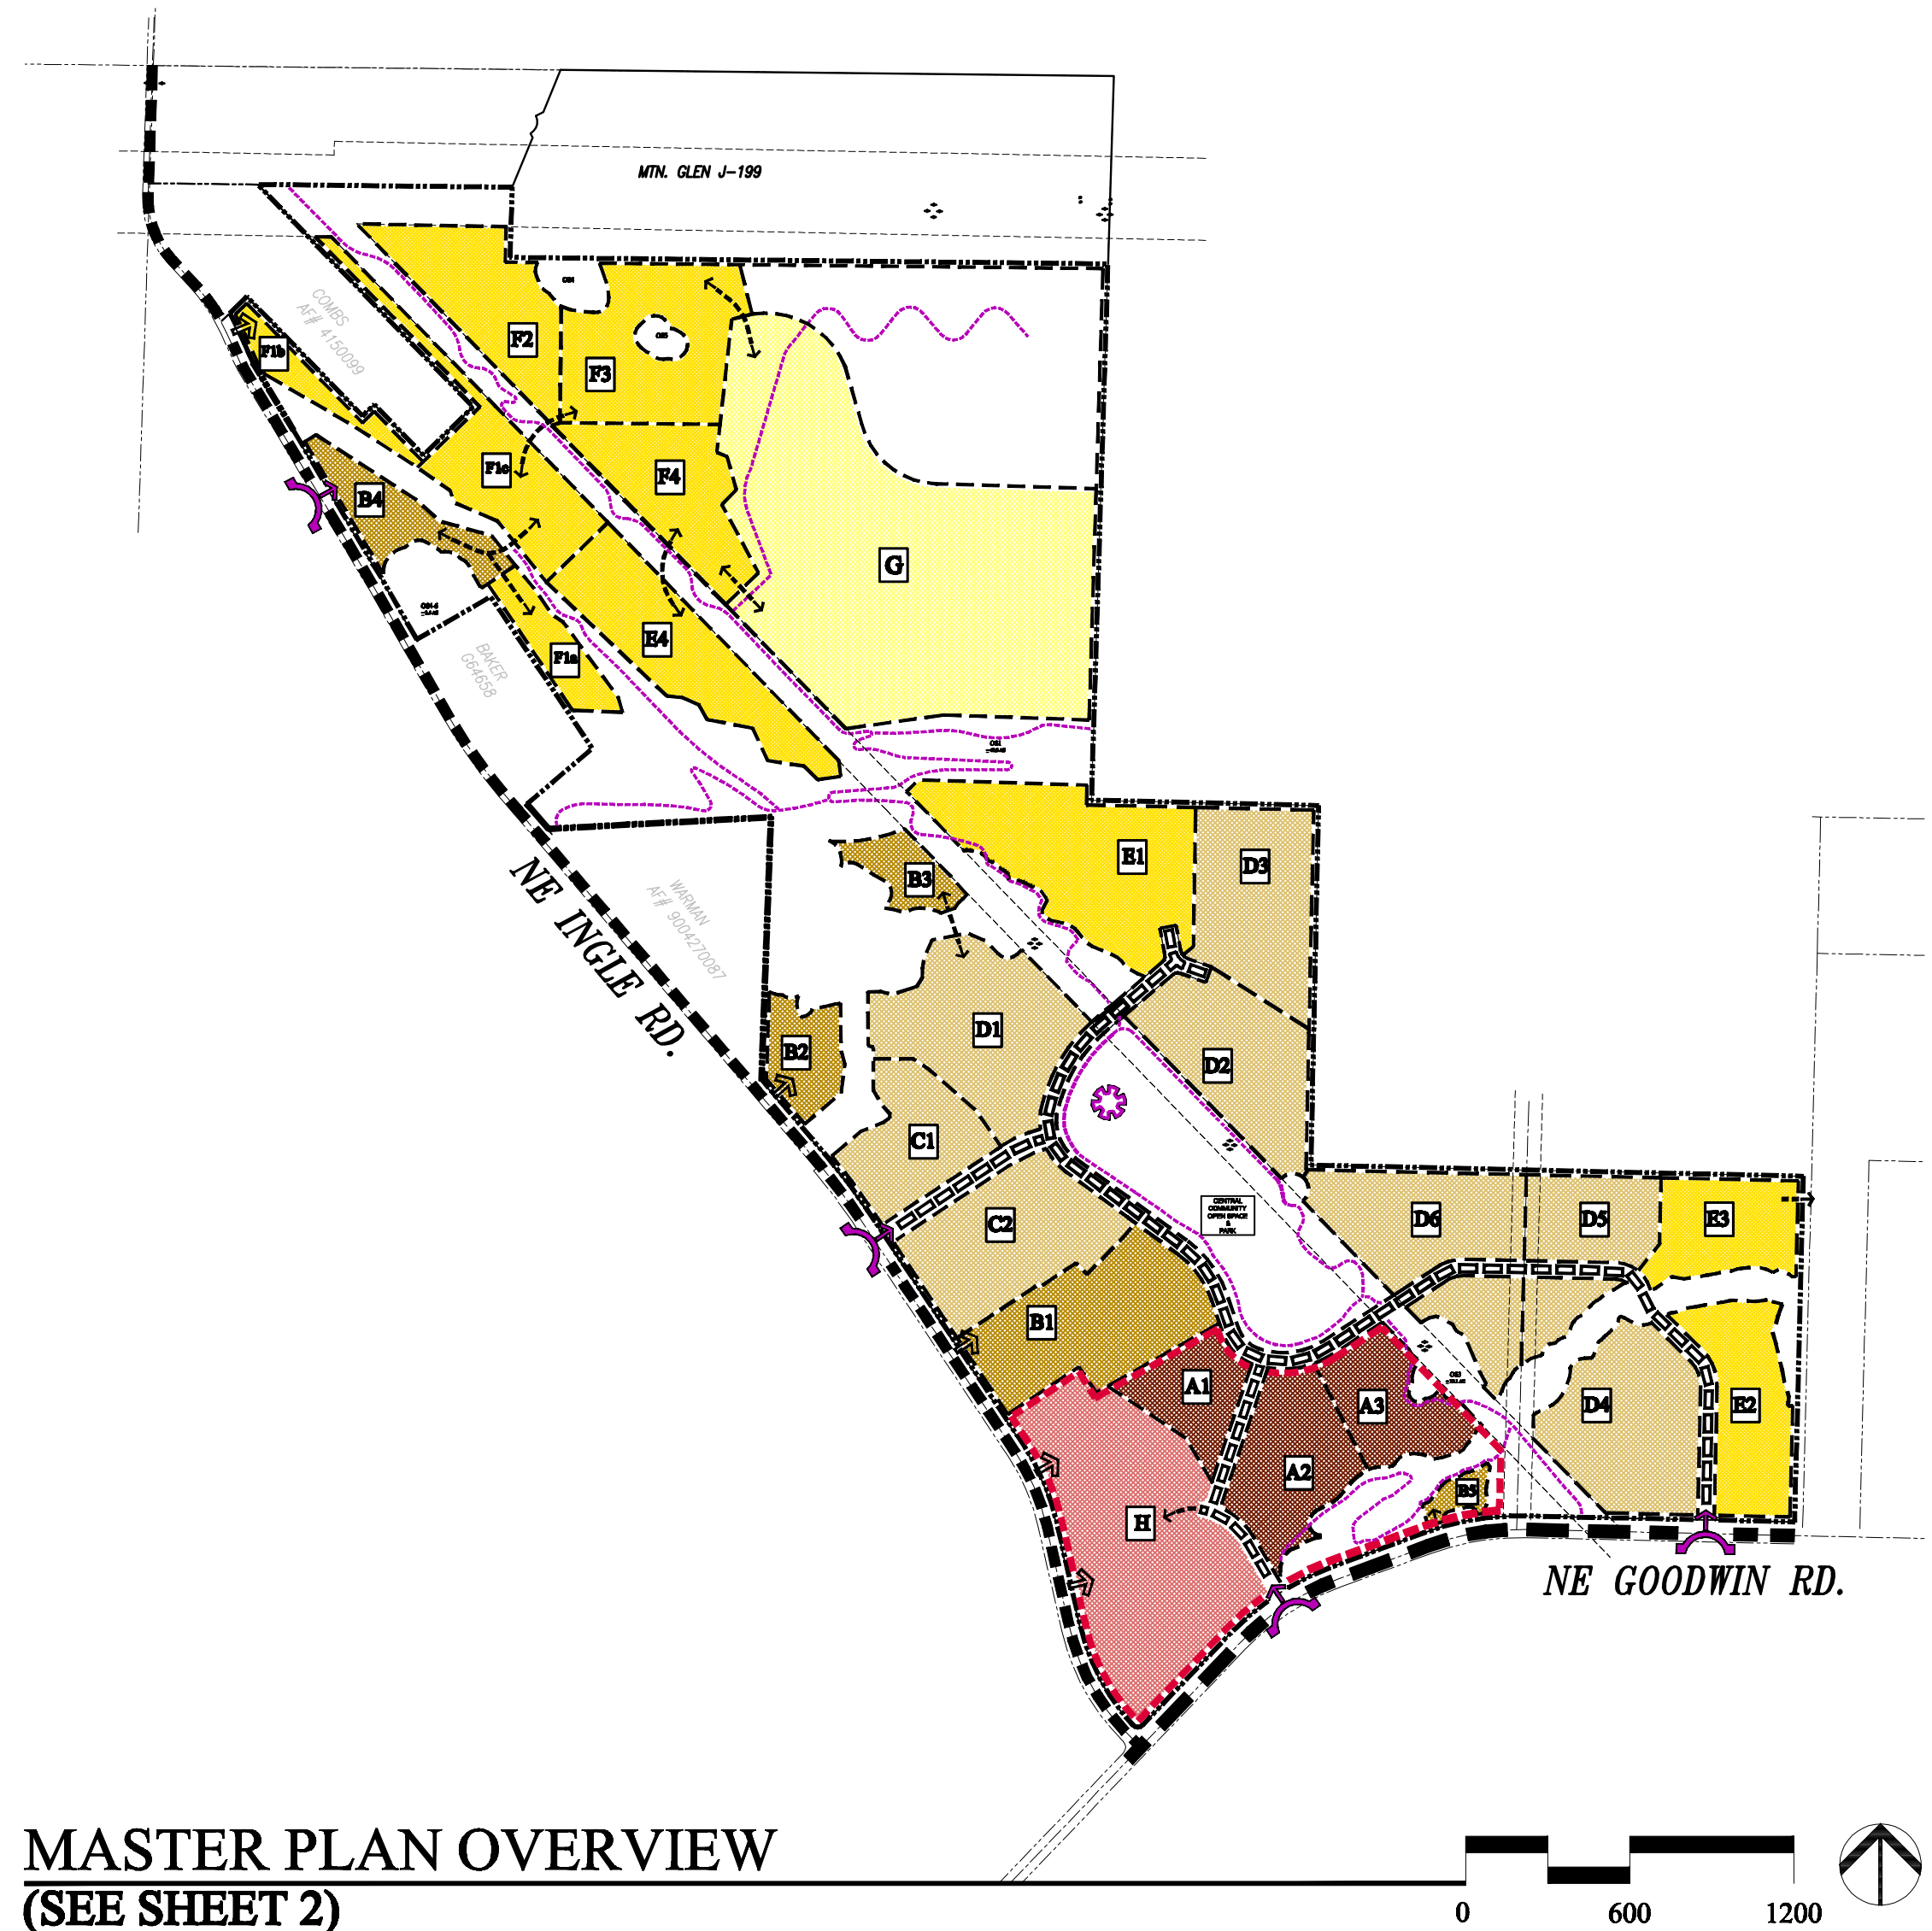 MTN. GLEN J-199
COMBS
AF# 4150099
F1b
F2
F3
F1c
F4
B4
G
BAKER
G64658
F1a
E4
OS1
B3
E1
D3
WARMAN
AF# 9004270087
NE INGLE RD.
B2
D1
D2
C1
C2
CENTRAL
COMMUNITY
OPEN SPACE
&
PARK
D6
D5
E3
B1
A1
A3
OS3
D4
E2
A2
B5
H
NE GOODWIN RD.
MASTER PLAN OVERVIEW
(SEE SHEET 2)
0 600 1200